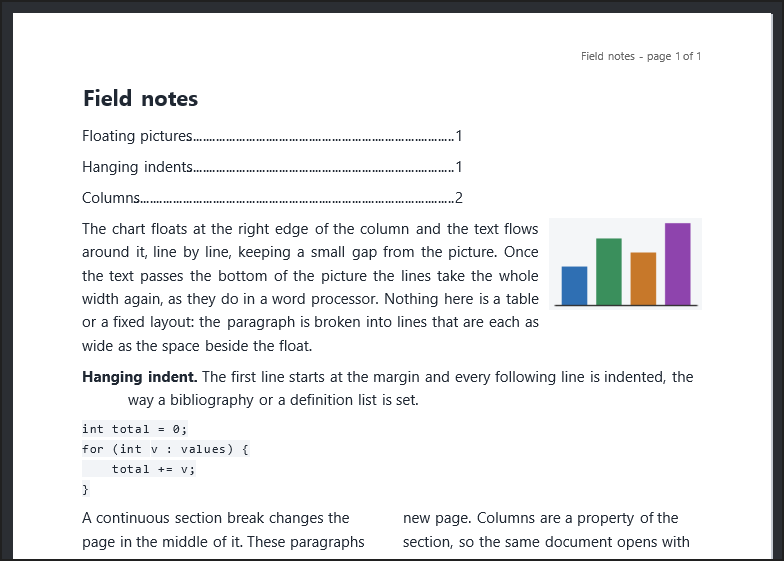 Field notes - page 1 of 1
Field notes
Floating pictures....................................................................................1
Hanging indents....................................................................................1
Columns.....................................................................................................2
The chart floats at the right edge of the column and the text flows
around it, line by line, keeping a small gap from the picture. Once
the text passes the bottom of the picture the lines take the whole
width again, as they do in a word processor. Nothing here is a table
or a fixed layout: the paragraph is broken into lines that are each as
wide as the space beside the float.
Hanging indent. The first line starts at the margin and every following line is indented, the
way a bibliography or a definition list is set.
int total = 0;
for (int v : values) {
    total += v;
}
A continuous section break changes the
page in the middle of it. These paragraphs
new page. Columns are a property of the
section, so the same document opens with